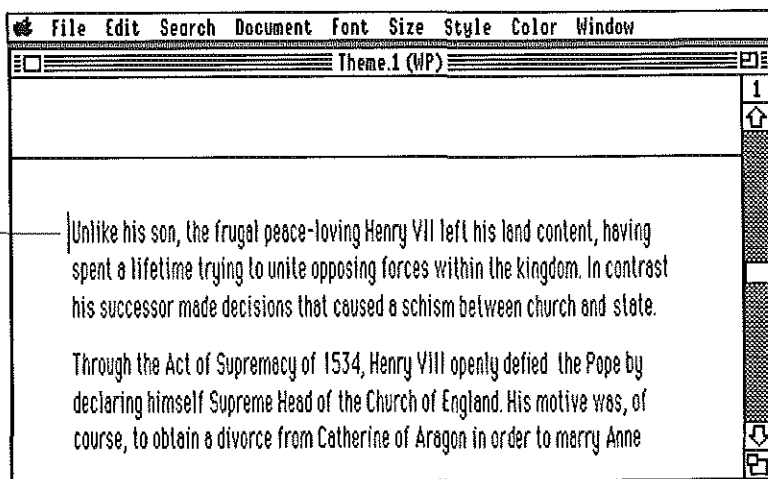 File Edit Search Document Font Size Style Color Window
Theme.1 (WP)
1
Unlike his son, the frugal peace-loving Henry VII left his land content, having
spent a lifetime trying to unite opposing forces within the kingdom. In contrast
his successor made decisions that caused a schism between church and state.
Through the Act of Supremacy of 1534, Henry VIII openly defied the Pope by
declaring himself Supreme Head of the Church of England. His motive was, of
course, to obtain a divorce from Catherine of Aragon in order to marry Anne